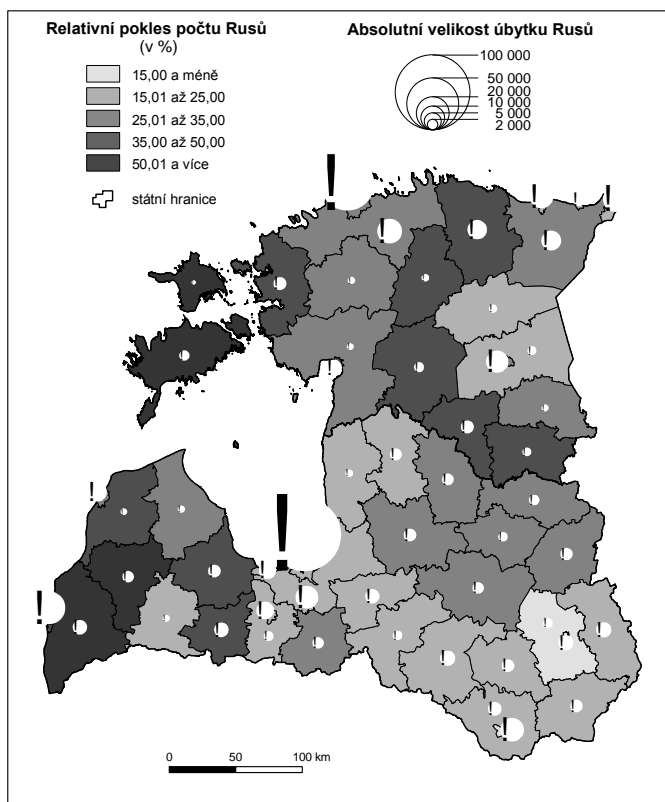 Relativní pokles počtu Rusů
(v %)
15,00 a méně
15,01 až 25,00
25,01 až 35,00
35,00 až 50,00
50,01 a více
státní hranice
Absolutní velikost úbytku Rusů
100 000
50 000
20 000
10 000
5 000
2 000
0 50 100 km